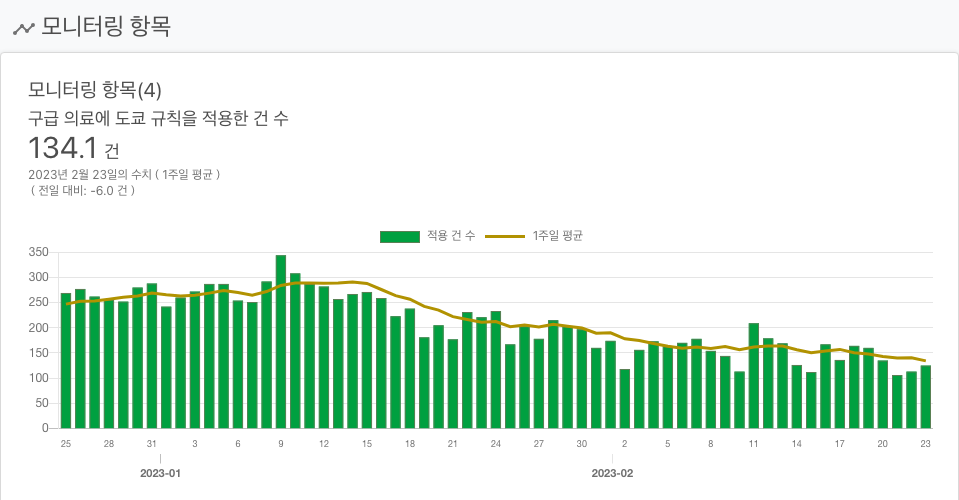 모니터링 항목
모니터링 항목(4)
구급 의료에 도쿄 규칙을 적용한 건 수
134.1 건
2023년 2월 23일의 수치 ( 1주일 평균 )
( 전일 대비: -6.0 건 )
적용 건 수 1주일 평균
350
300
250
200
150
100
50
0
25 28 31 3 6 9 12 15 18 21 24 27 30 2 5 8 11 14 17 20 23
2023-01 2023-02